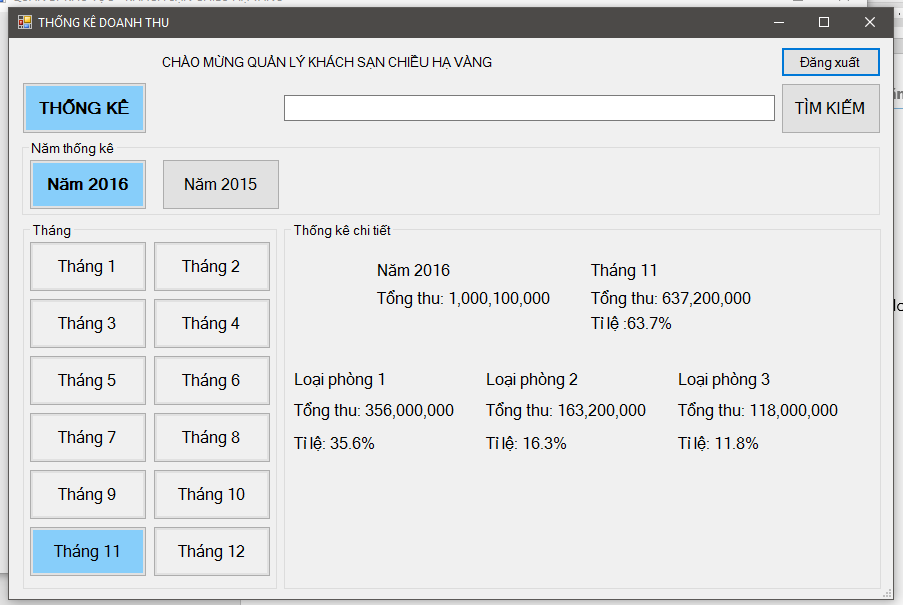 THỐNG KÊ DOANH THU
CHÀO MỪNG QUẢN LÝ KHÁCH SẠN CHIỀU HẠ VÀNG
Đăng xuất
THỐNG KÊ
TÌM KIẾM
Năm thống kê
Năm 2016
Năm 2015
Tháng
Tháng 1
Tháng 2
Tháng 3
Tháng 4
Tháng 5
Tháng 6
Tháng 7
Tháng 8
Tháng 9
Tháng 10
Tháng 11
Tháng 12
Thống kê chi tiết
Năm 2016
Tổng thu: 1,000,100,000
Tháng 11
Tổng thu: 637,200,000
Tỉ lệ :63.7%
Loại phòng 1
Tổng thu: 356,000,000
Tỉ lệ: 35.6%
Loại phòng 2
Tổng thu: 163,200,000
Tỉ lệ: 16.3%
Loại phòng 3
Tổng thu: 118,000,000
Tỉ lệ: 11.8%